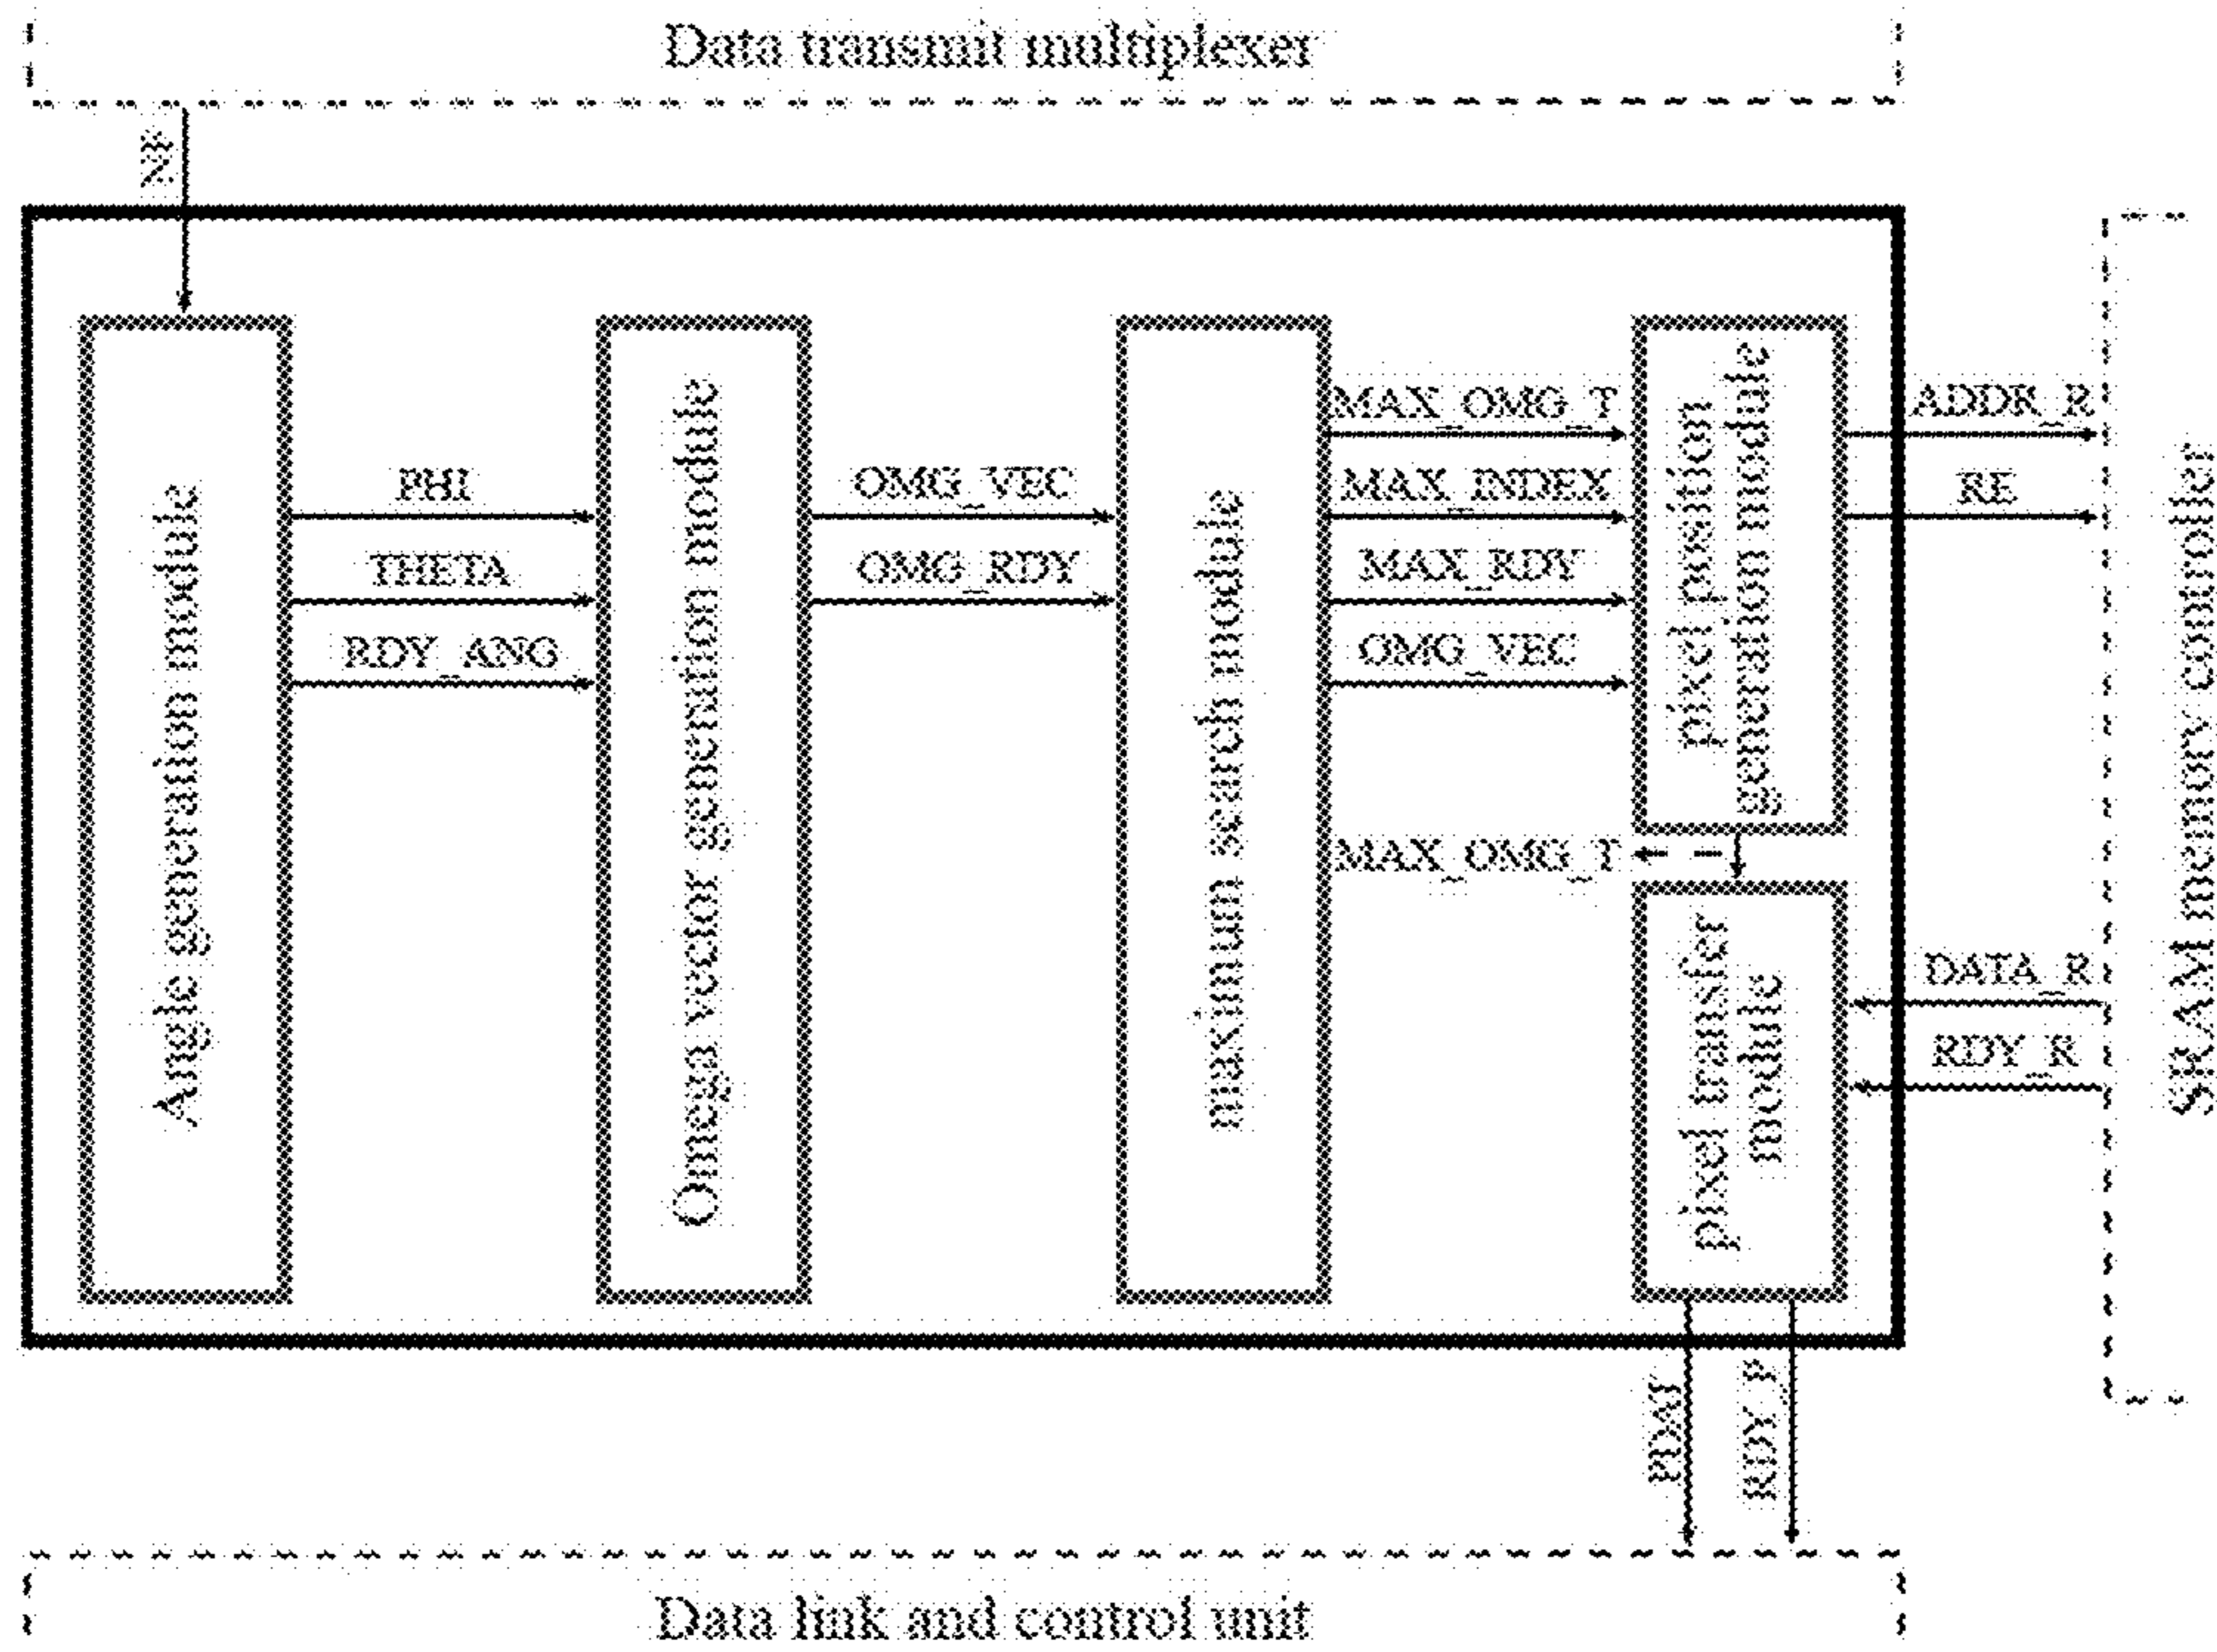 Data transmit multiplexer
NP
Angle generation module
PHI
THETA
RDY_ANG
Omega vector generation module
OMG_VEC
OMG_RDY
maximum search module
MAX_OMG_T
MAX_INDEX
MAX_RDY
OMG_VEC
MAX_OMG_T
pixel position
generation module
pixel transfer
module
ADDR_R
RE
DATA_R
RDY_R
SRAM memory controller
PDAT
RDY_P
Data link and control unit